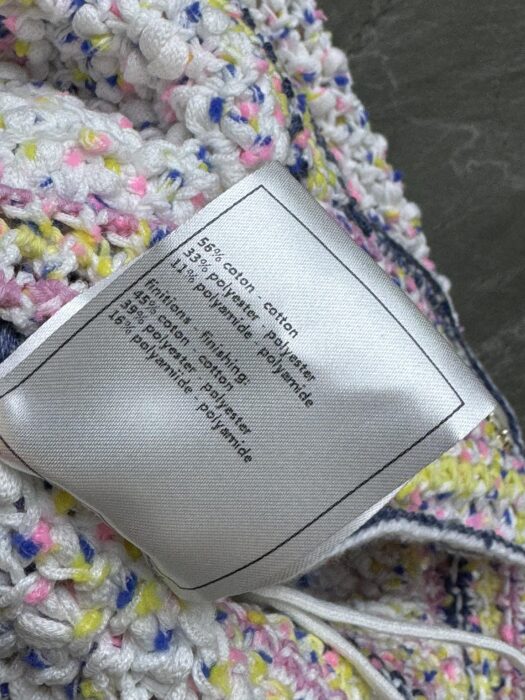 56% coton - cotton
33% polyester - polyester
11% polyamide - polyamide
finitions - finishing:
45% coton - cotton
39% polyester - polyester
16% polyamide - polyamide